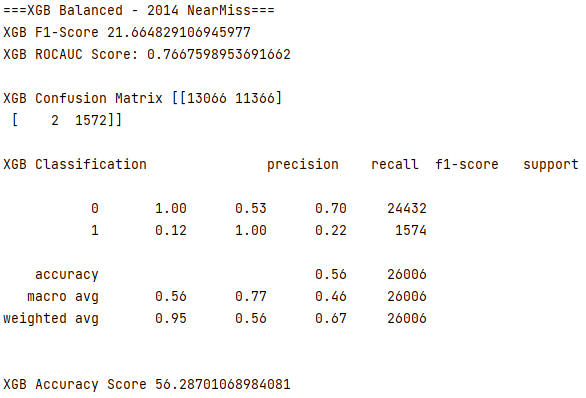 ===XGB Balanced - 2014 NearMiss===
XGB F1-Score 21.664829106945977
XGB ROCAUC Score: 0.7667598953691662
XGB Confusion Matrix [[13066 11366]
 [    2  1572]]
XGB Classification               precision    recall  f1-score   support
           0       1.00      0.53      0.70     24432
           1       0.12      1.00      0.22      1574
    accuracy                           0.56     26006
   macro avg       0.56      0.77      0.46     26006
weighted avg       0.95      0.56      0.67     26006
XGB Accuracy Score 56.28701068984081